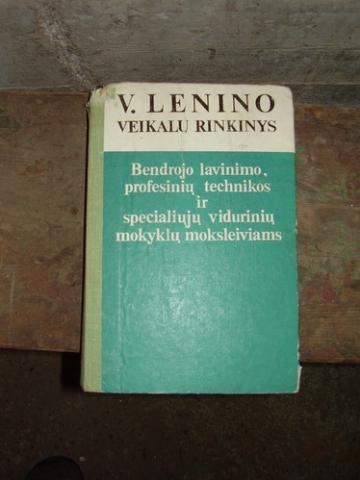 V. LENINO
VEIKALŲ RINKINYS
Bendrojo lavinimo,
profesinių technikos
ir
specialiųjų vidurinių
mokyklų moksleiviams